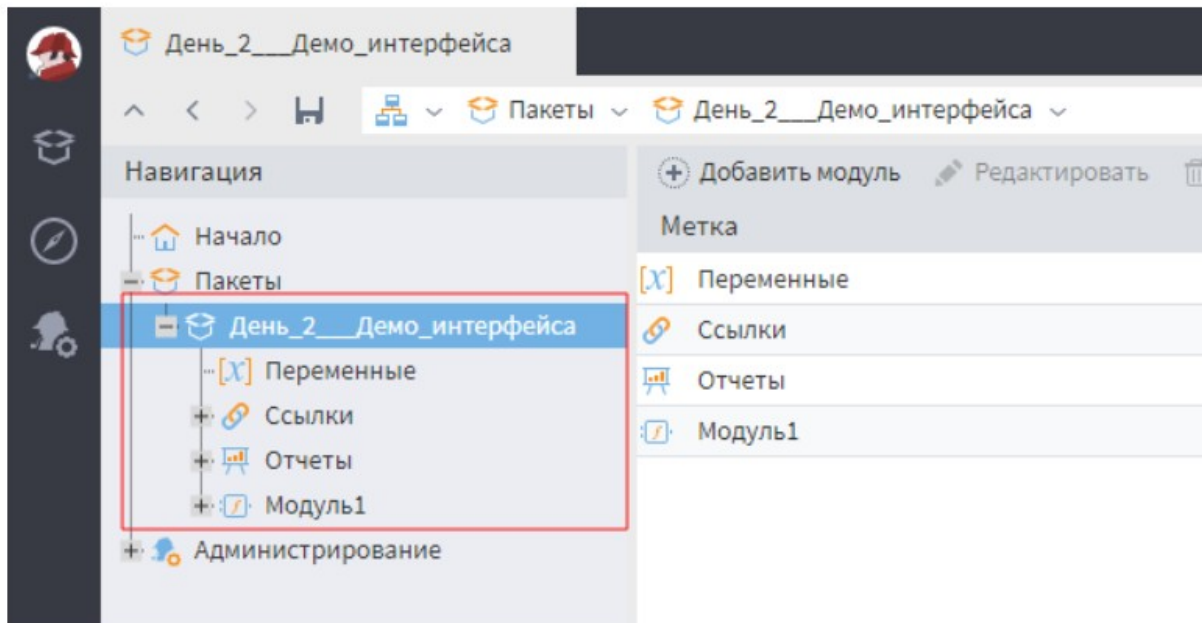 День_2___Демо_интерфейса
Пакеты День_2___Демо_интерфейса
Навигация
Добавить модуль Редактировать
Метка
Начало
Пакеты
День_2___Демо_интерфейса
[X] Переменные
Ссылки
Отчеты
Модуль1
Администрирование
[X] Переменные
Ссылки
Отчеты
Модуль1